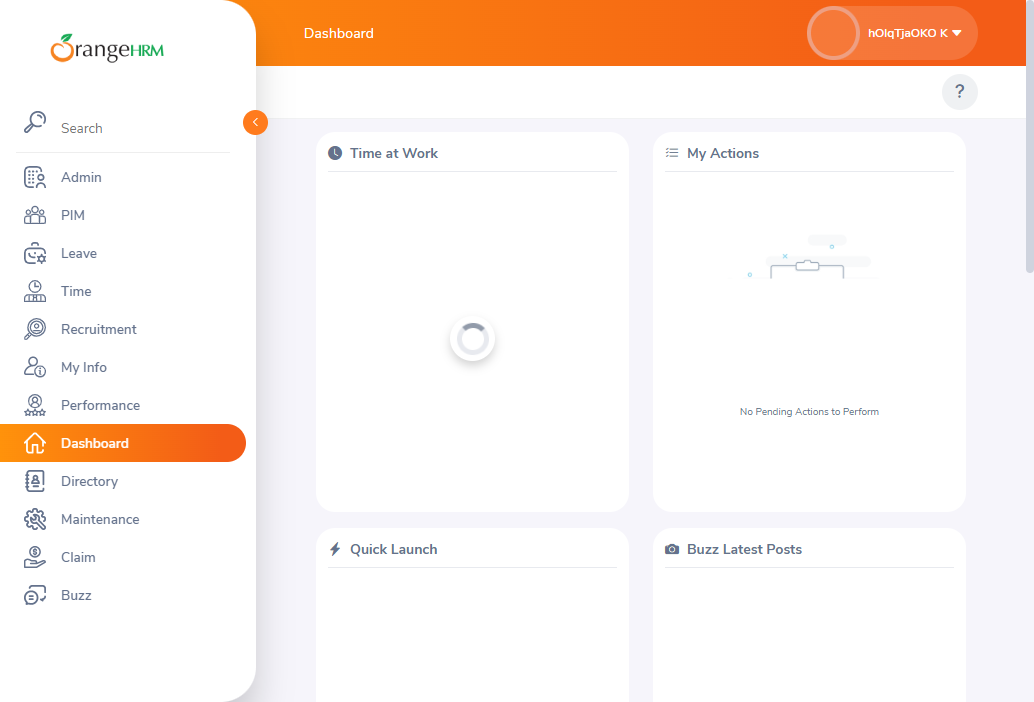 OrangeHRM
Dashboard
hOlqTjaOKO K
?
Search
Admin
PIM
Leave
Time
Recruitment
My Info
Performance
Dashboard
Directory
Maintenance
Claim
Buzz
Time at Work
My Actions
No Pending Actions to Perform
Quick Launch
Buzz Latest Posts